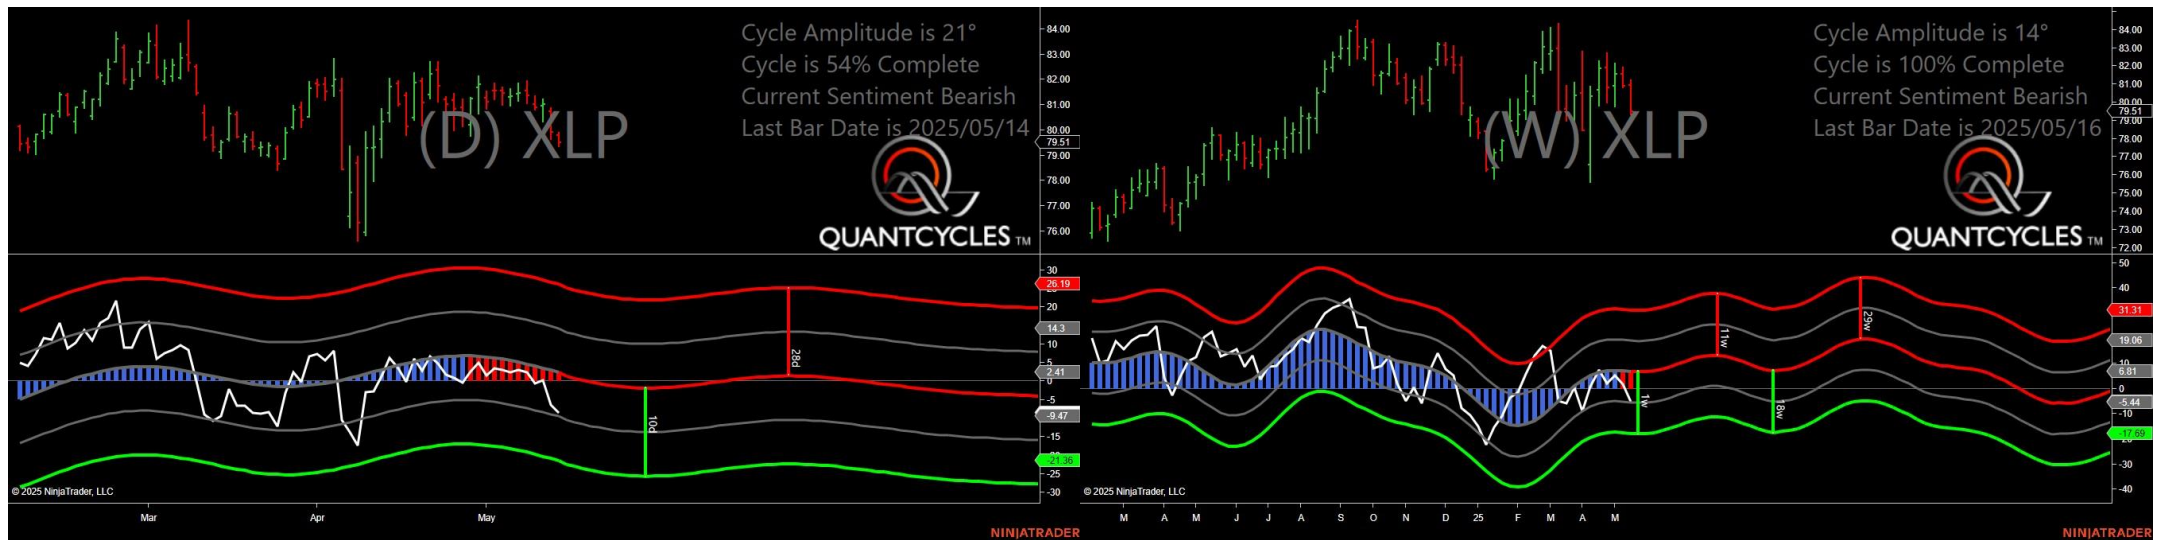 Cycle Amplitude is 21°
Cycle is 54% Complete
Current Sentiment Bearish
Last Bar Date is 2025/05/14
(D) XLP
QUANTCYCLES TM
84.00
82.00
81.00
80.00
79.51
79.00
78.00
77.00
76.00
30
26.19
20
14.3
10
5
2.41
0
-5
-9.47
-15
-21.36
-25
-30
28d
10d
© 2025 NinjaTrader, LLC
Mar
Apr
May
NINJATRADER
Cycle Amplitude is 14°
Cycle is 100% Complete
Current Sentiment Bearish
Last Bar Date is 2025/05/16
(W) XLP
QUANTCYCLES TM
84.00
83.00
82.00
81.00
80.00
79.51
79.00
78.00
77.00
76.00
75.00
74.00
73.00
72.00
50
40
31.31
19.06
10
6.81
0
-5.44
-10
-17.69
-30
-40
11w
29w
1w
18w
© 2025 NinjaTrader, LLC
M A M J J A S O N D 25 F M A M
NINJATRADER